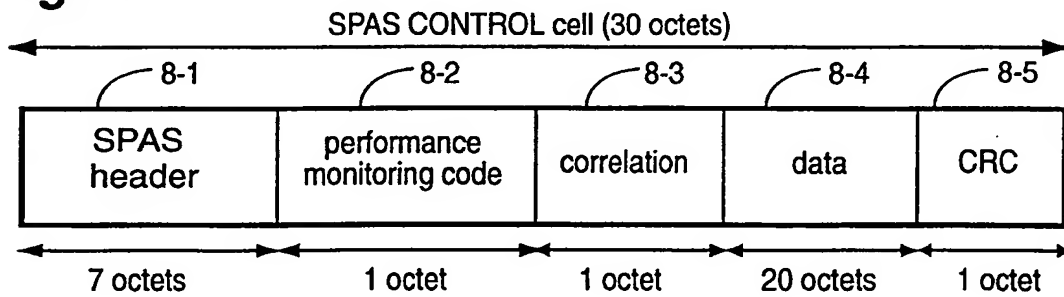 SPAS CONTROL cell (30 octets)
8-1 8-2 8-3 8-4 8-5
SPAS header
performance monitoring code
correlation
data
CRC
7 octets 1 octet 1 octet 20 octets 1 octet